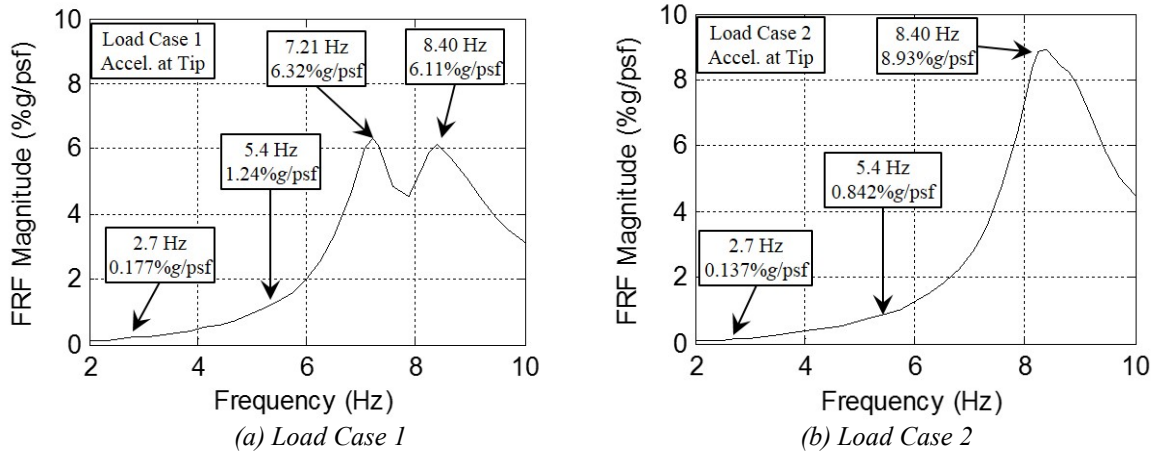 FRF Magnitude (%g/psf)
10
8
6
4
2
0
Load Case 1
Accel. at Tip
7.21 Hz
6.32%g/psf
8.40 Hz
6.11%g/psf
5.4 Hz
1.24%g/psf
2.7 Hz
0.177%g/psf
2 4 6 8 10
Frequency (Hz)
(a) Load Case 1
FRF Magnitude (%g/psf)
10
8
6
4
2
0
Load Case 2
Accel. at Tip
8.40 Hz
8.93%g/psf
5.4 Hz
0.842%g/psf
2.7 Hz
0.137%g/psf
2 4 6 8 10
Frequency (Hz)
(b) Load Case 2